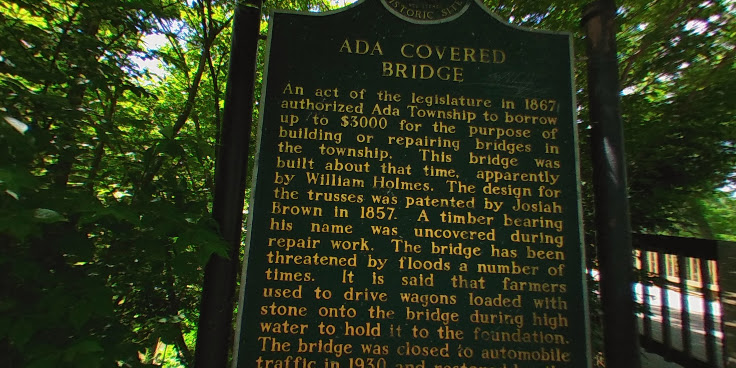 HISTORIC SITE
ADA COVERED
BRIDGE
An act of the legislature in 1867
authorized Ada Township to borrow
up to $3000 for the purpose of
building or repairing bridges in
the township. This bridge was
built about that time, apparently
by William Holmes. The design for
the trusses was patented by Josiah
Brown in 1857. A timber bearing
his name was uncovered during
repair work. The bridge has been
threatened by floods a number of
times. It is said that farmers
used to drive wagons loaded with
stone onto the bridge during high
water to hold it to the foundation.
The bridge was closed to automobile
traffic in 1930 and